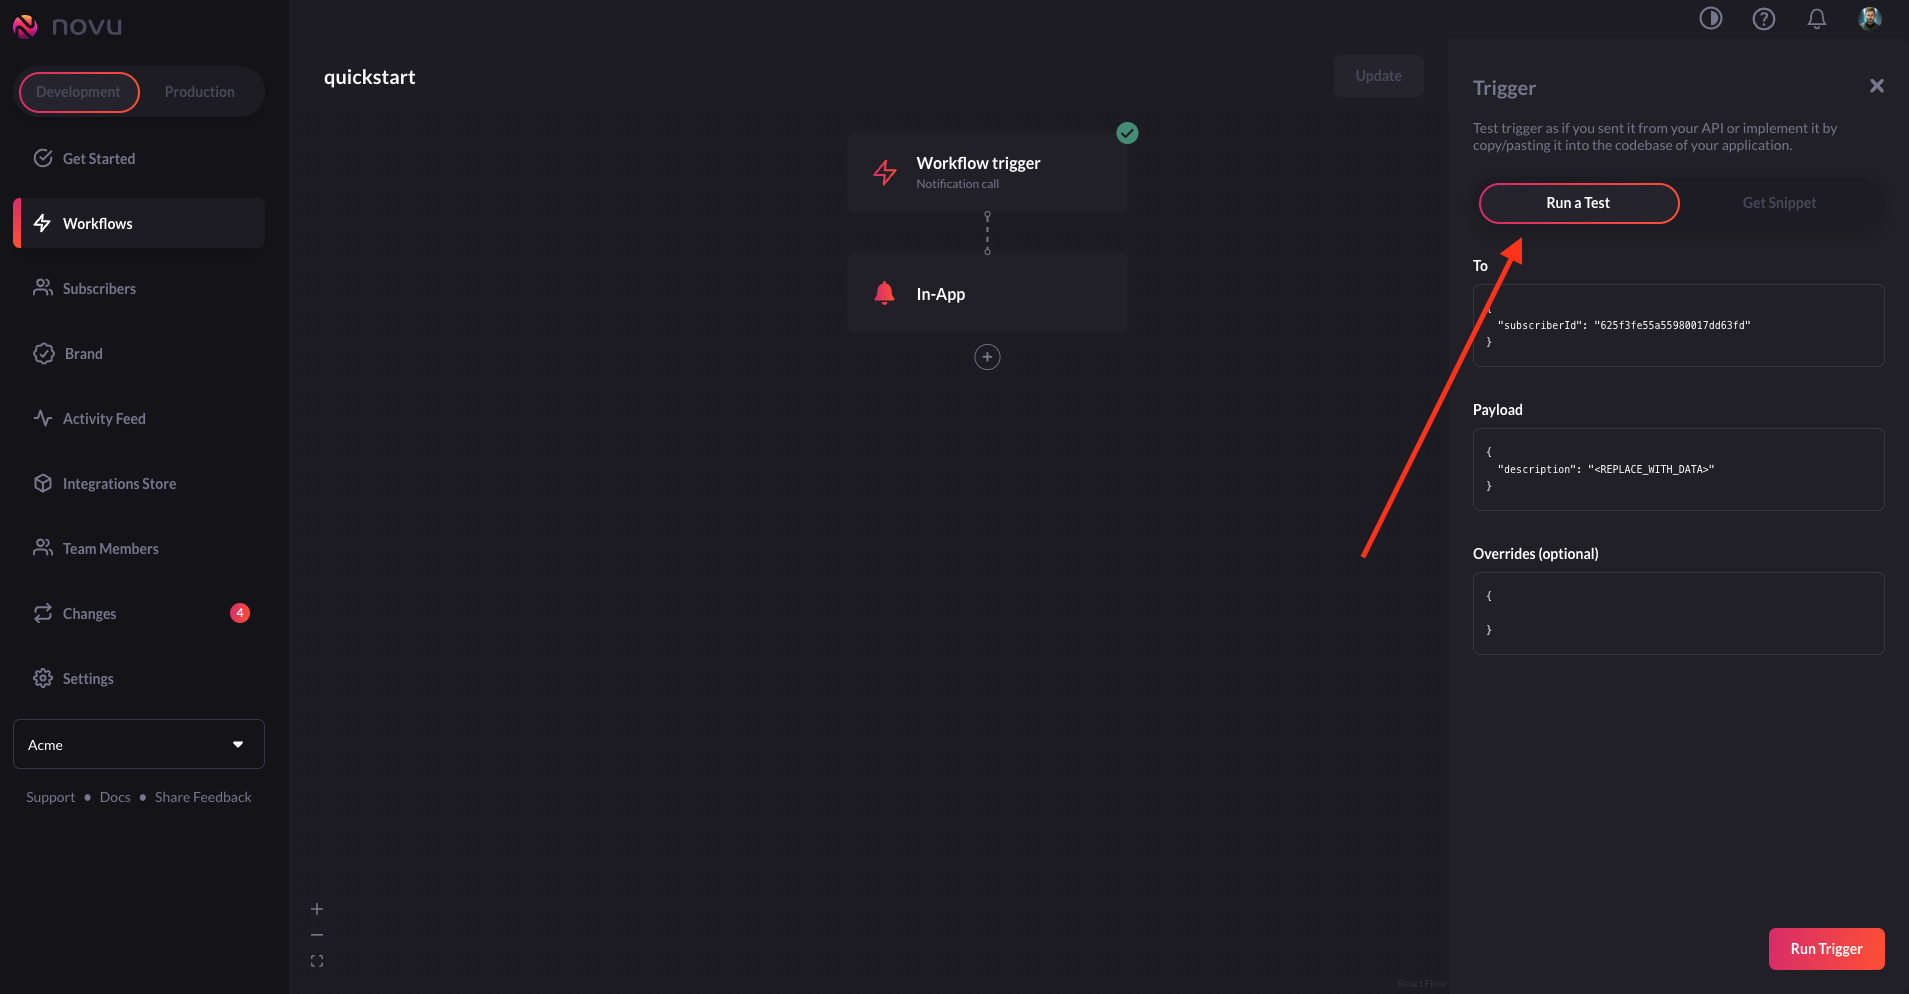 novu
Development
Production
Get Started
Workflows
Subscribers
Brand
Activity Feed
Integrations Store
Team Members
Changes
4
Settings
Acme
Support • Docs • Share Feedback
quickstart
Update
Workflow trigger
Notification call
In-App
React Flow
Trigger
Test trigger as if you sent it from your API or implement it by
copy/pasting it into the codebase of your application.
Run a Test
Get Snippet
To
{
"subscriberId": "625f3fe55a55980017dd63fd"
}
Payload
{
"description": "<REPLACE_WITH_DATA>"
}
Overrides (optional)
{
}
Run Trigger